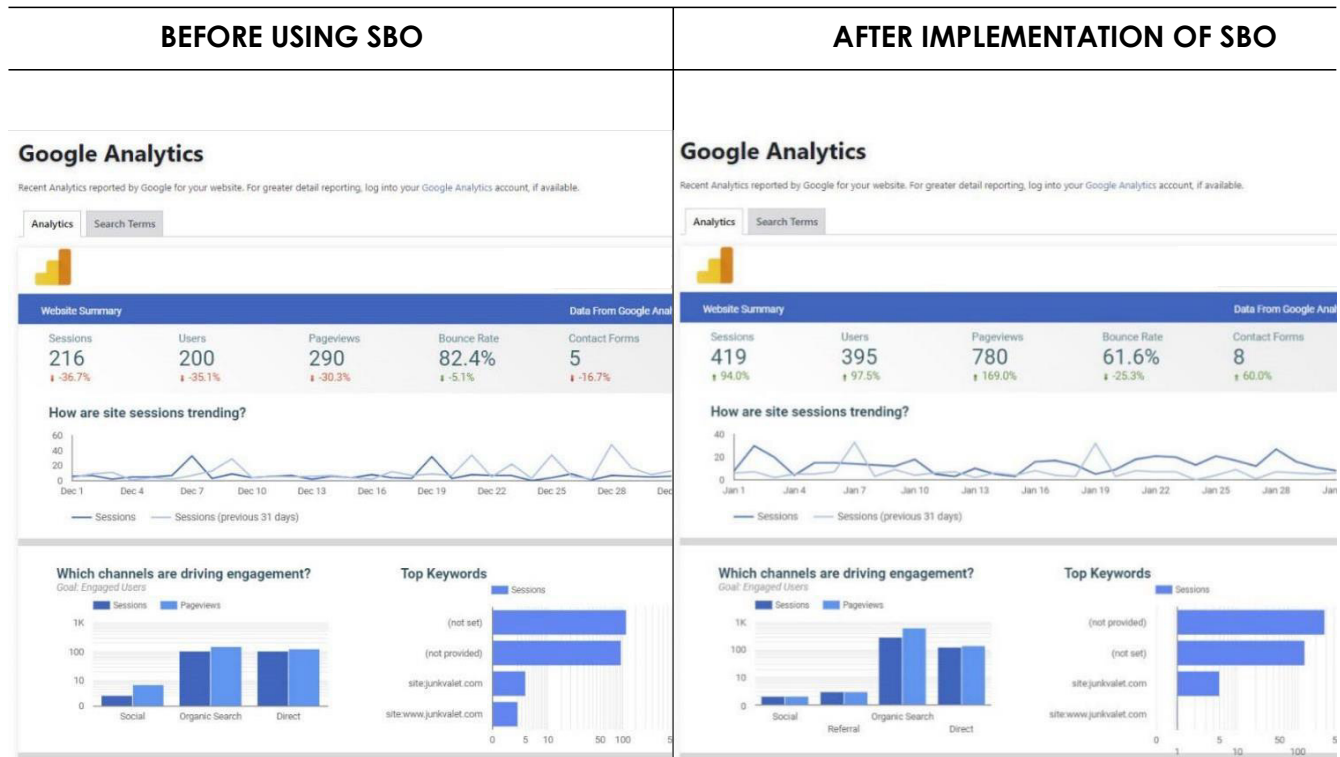 BEFORE USING SBO
AFTER IMPLEMENTATION OF SBO
Google Analytics
Recent Analytics reported by Google for your website. For greater detail reporting, log into your Google Analytics account, if available.
Analytics Search Terms
Website Summary Data From Google Anal
Sessions Users Pageviews Bounce Rate Contact Forms
216 200 290 82.4% 5
-36.7% -35.1% -30.3% -5.1% -16.7%
How are site sessions trending?
60
40
20
0
Dec 1 Dec 4 Dec 7 Dec 10 Dec 13 Dec 16 Dec 19 Dec 22 Dec 25 Dec 28 Dec
Sessions Sessions (previous 31 days)
Which channels are driving engagement?
Goal: Engaged Users
Sessions Pageviews
1K
100
10
0
Social Organic Search Direct
Top Keywords
Sessions
(not set)
(not provided)
site:junkvalet.com
site:www.junkvalet.com
0 5 10 50 100 5
Google Analytics
Recent Analytics reported by Google for your website. For greater detail reporting, log into your Google Analytics account, if available.
Analytics Search Terms
Website Summary Data From Google Anal
Sessions Users Pageviews Bounce Rate Contact Forms
419 395 780 61.6% 8
94.0% 97.5% 169.0% -25.3% 60.0%
How are site sessions trending?
40
20
0
Jan 1 Jan 4 Jan 7 Jan 10 Jan 13 Jan 16 Jan 19 Jan 22 Jan 25 Jan 28 Jan
Sessions Sessions (previous 31 days)
Which channels are driving engagement?
Goal: Engaged Users
Sessions Pageviews
1K
100
10
0
Social Organic Search
Referral Direct
Top Keywords
Sessions
(not provided)
(not set)
site:junkvalet.com
site:www.junkvalet.com
0 5 50 5
1 10 100